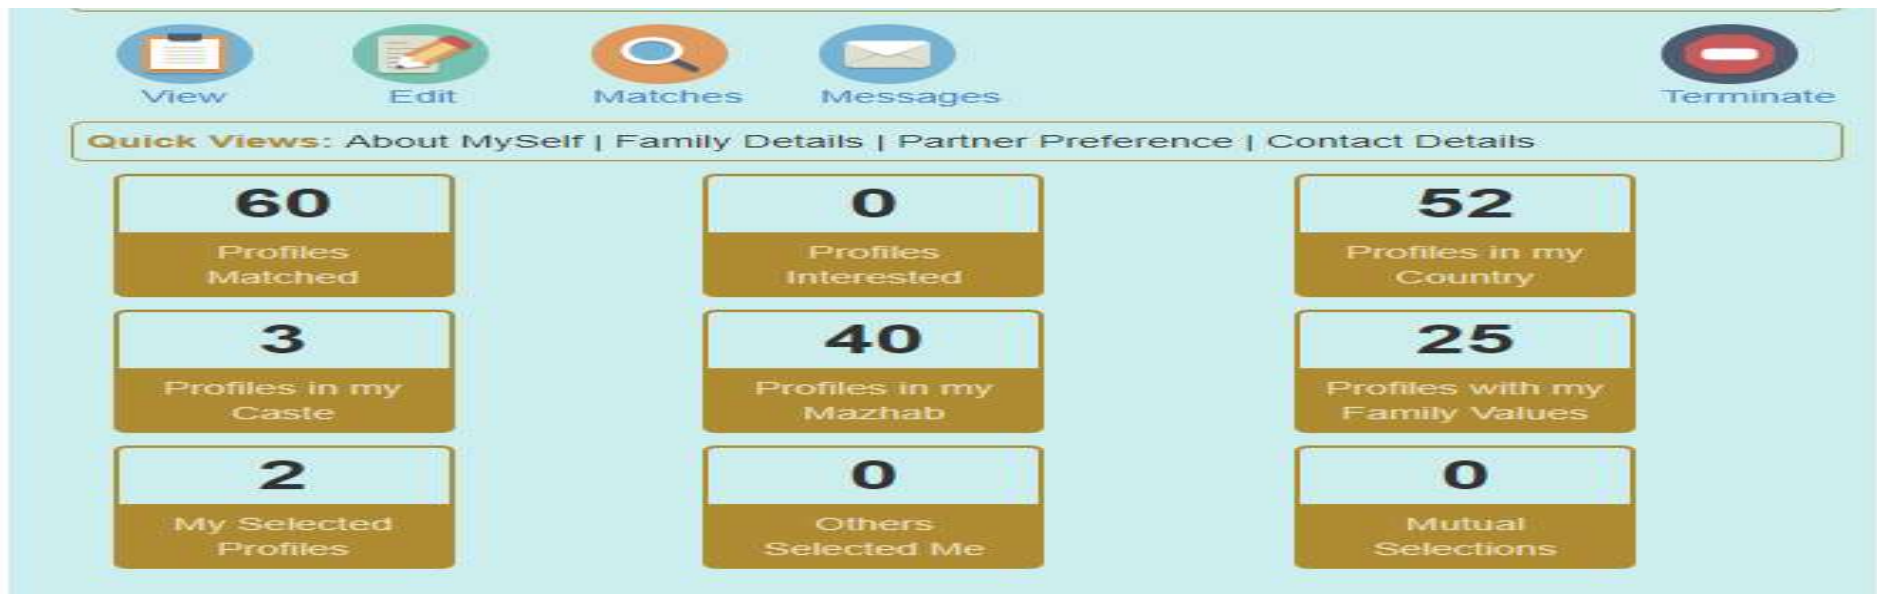 View Edit Matches Messages Terminate
Quick Views: About MySelf | Family Details | Partner Preference | Contact Details
60
Profiles
Matched
0
Profiles
Interested
52
Profiles in my
Country
3
Profiles in my
Caste
40
Profiles in my
Mazhab
25
Profiles with my
Family Values
2
My Selected
Profiles
0
Others
Selected Me
0
Mutual
Selections